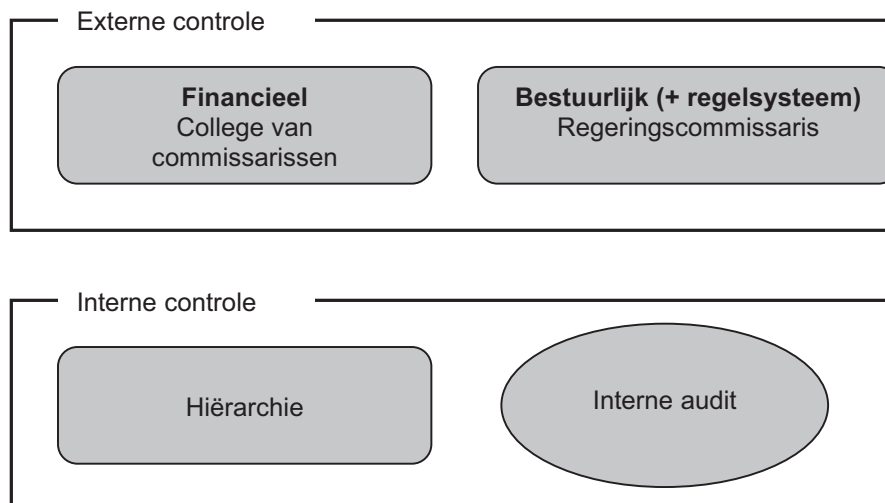 Externe controle
Financieel
College van
commissarissen
Bestuurlijk (+ regelsysteem)
Regeringscommissaris
Interne controle
Hiërarchie
Interne audit